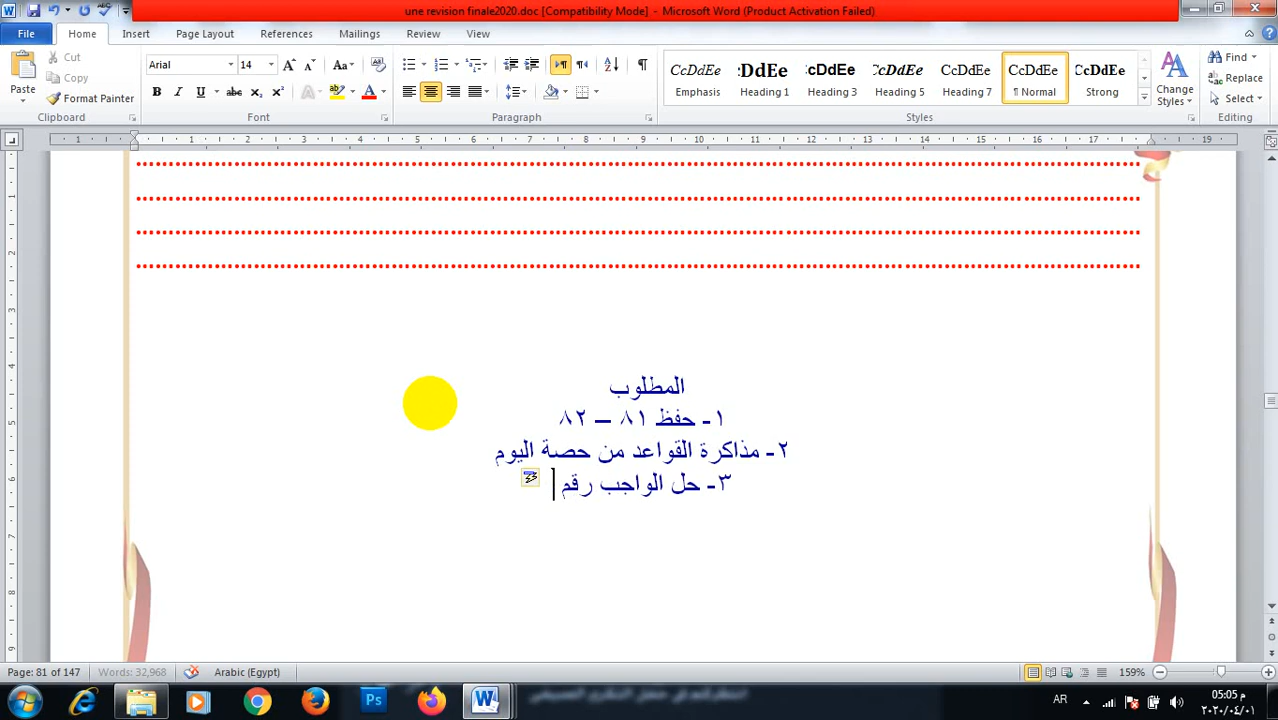 une revision finale2020.doc [Compatibility Mode] - Microsoft Word (Product Activation Failed)
File Home Insert Page Layout References Mailings Review View
Paste
Cut
Copy
Format Painter
Clipboard
Arial 14
Font
Paragraph
CcDdEe Emphasis
CcDdEe Heading 1
CcDdEe Heading 3
CcDdEe Heading 5
CcDdEe Heading 7
CcDdEe ¶ Normal
CcDdEe Strong
Change Styles
Styles
Find
Replace
Select
Editing
المطلوب
١- حفظ ٨١ – ٨٢
٢- مذاكرة القواعد من حصة اليوم
٣- حل الواجب رقم
Page: 81 of 147 Words: 32,968 Arabic (Egypt) 159%
AR
٠٥:٠٥ م
٢٠٢٠/٠٤/٠١